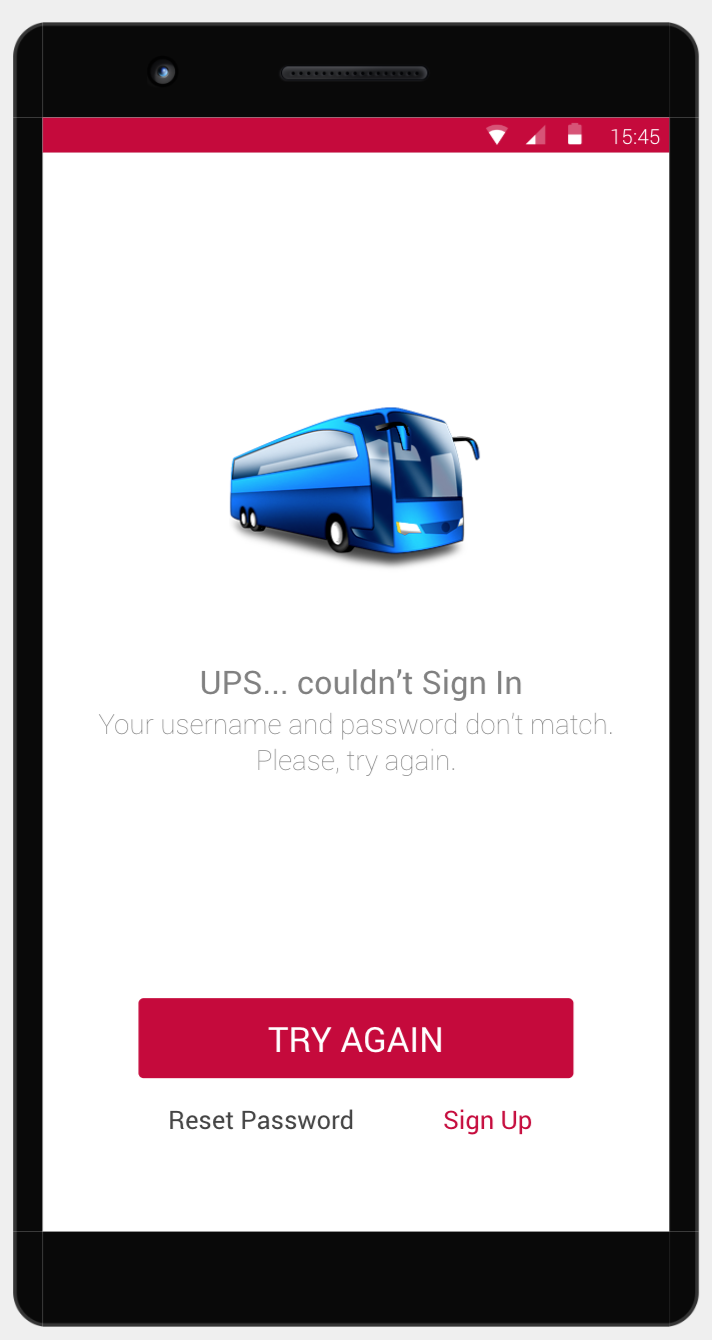 15:45
UPS... couldn’t Sign In
Your username and password don’t match.
Please, try again.
TRY AGAIN
Reset Password
Sign Up